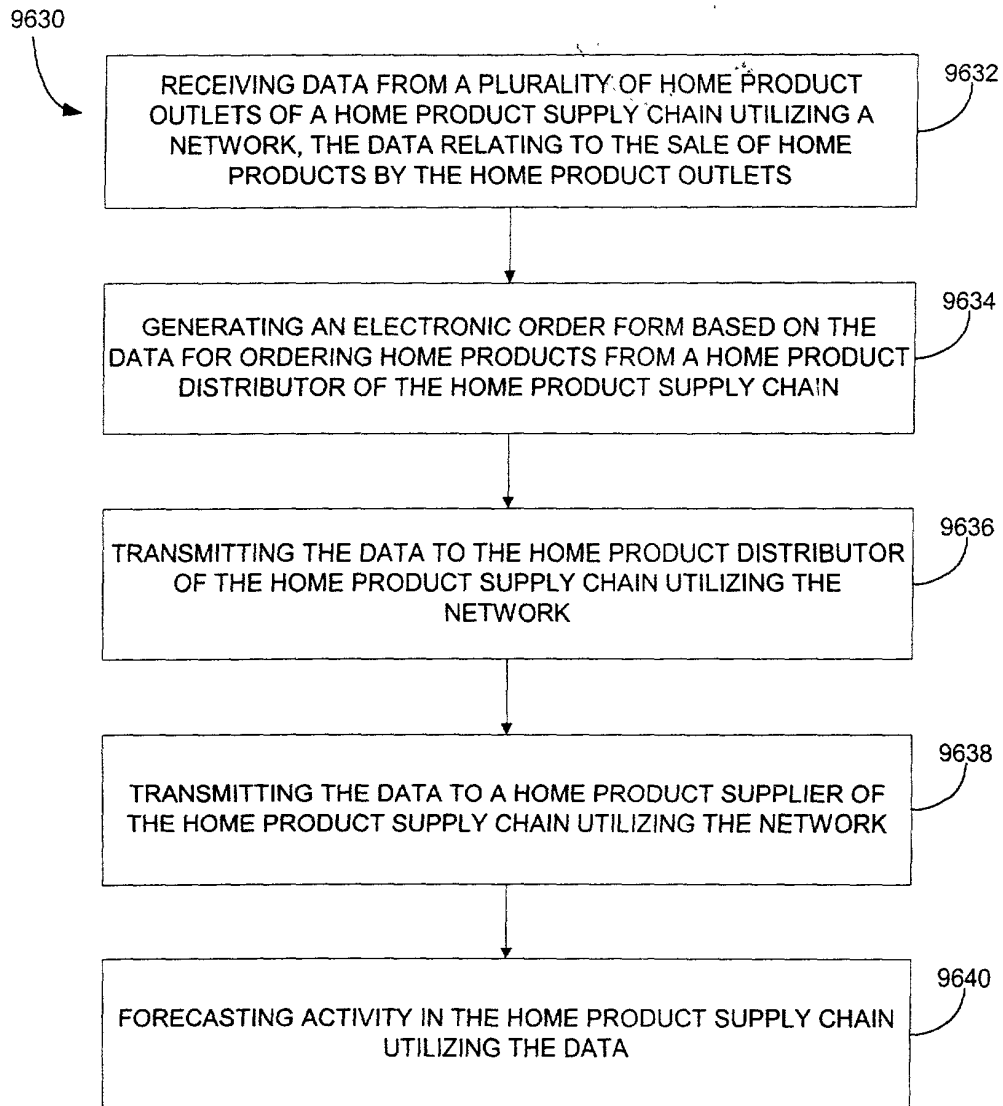 9630
RECEIVING DATA FROM A PLURALITY OF HOME PRODUCT
OUTLETS OF A HOME PRODUCT SUPPLY CHAIN UTILIZING A
NETWORK, THE DATA RELATING TO THE SALE OF HOME
PRODUCTS BY THE HOME PRODUCT OUTLETS
9632
GENERATING AN ELECTRONIC ORDER FORM BASED ON THE
DATA FOR ORDERING HOME PRODUCTS FROM A HOME PRODUCT
DISTRIBUTOR OF THE HOME PRODUCT SUPPLY CHAIN
9634
TRANSMITTING THE DATA TO THE HOME PRODUCT DISTRIBUTOR
OF THE HOME PRODUCT SUPPLY CHAIN UTILIZING THE
NETWORK
9636
TRANSMITTING THE DATA TO A HOME PRODUCT SUPPLIER OF
THE HOME PRODUCT SUPPLY CHAIN UTILIZING THE NETWORK
9638
FORECASTING ACTIVITY IN THE HOME PRODUCT SUPPLY CHAIN
UTILIZING THE DATA
9640